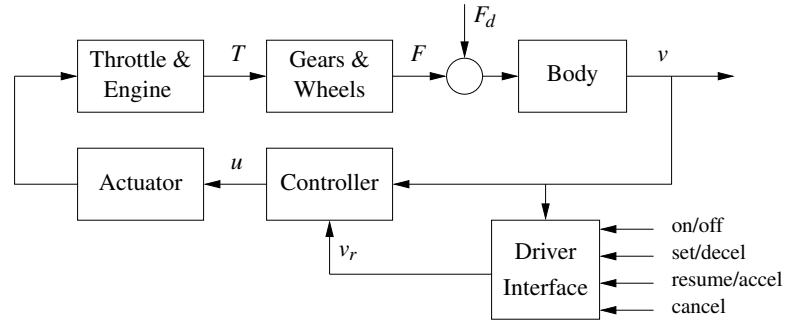 F_d
Throttle &
Engine
T
Gears &
Wheels
F
Body
v
Actuator
u
Controller
v_r
Driver
Interface
on/off
set/decel
resume/accel
cancel